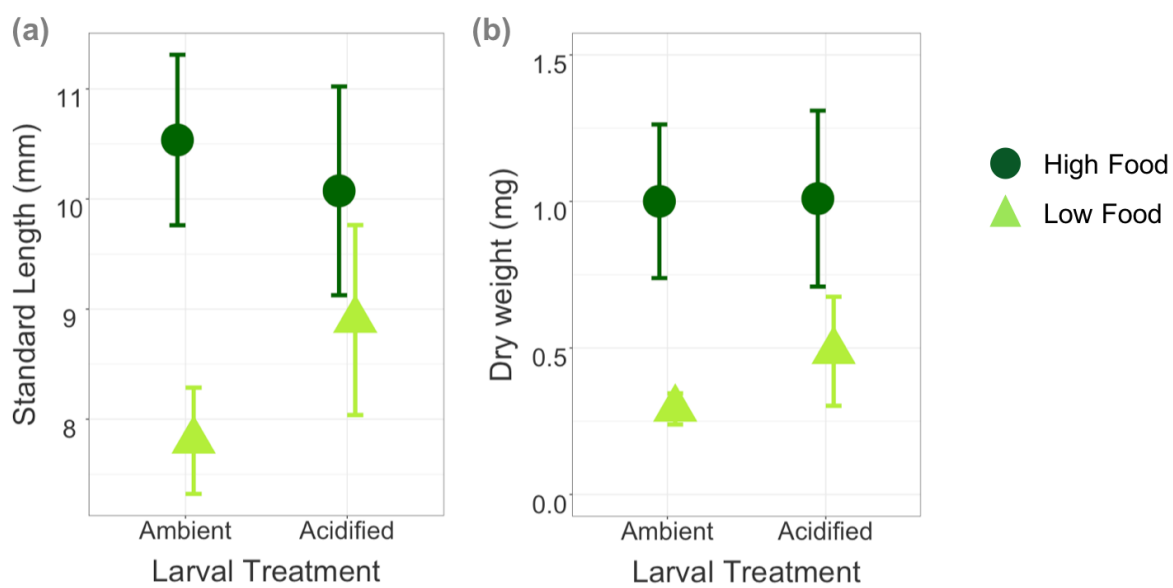 (a)
Standard Length (mm)
11
10
9
8
Ambient
Acidified
Larval Treatment
(b)
Dry weight (mg)
1.5
1.0
0.5
0.0
Ambient
Acidified
Larval Treatment
High Food
Low Food